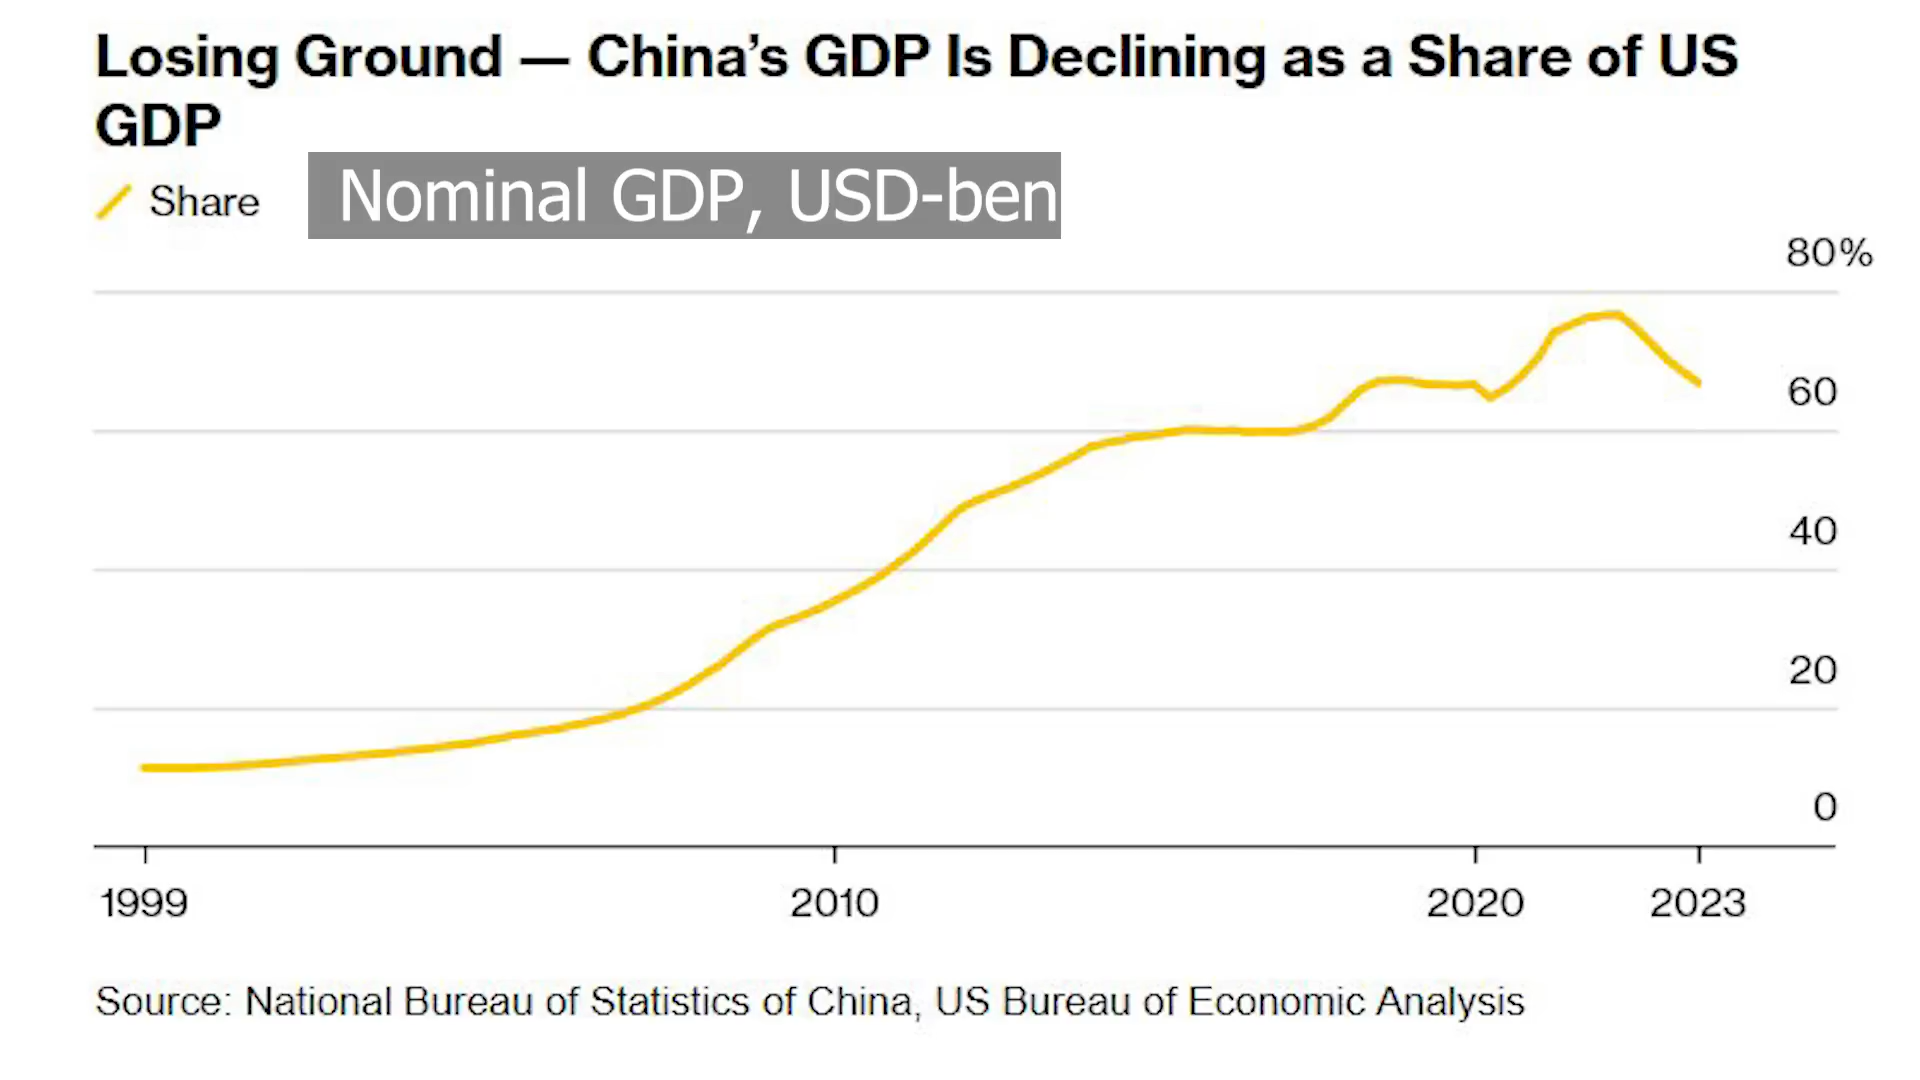 Losing Ground — China’s GDP Is Declining as a Share of US
GDP
Share
Nominal GDP, USD-ben
80%
60
40
20
0
1999 2010 2020 2023
Source: National Bureau of Statistics of China, US Bureau of Economic Analysis